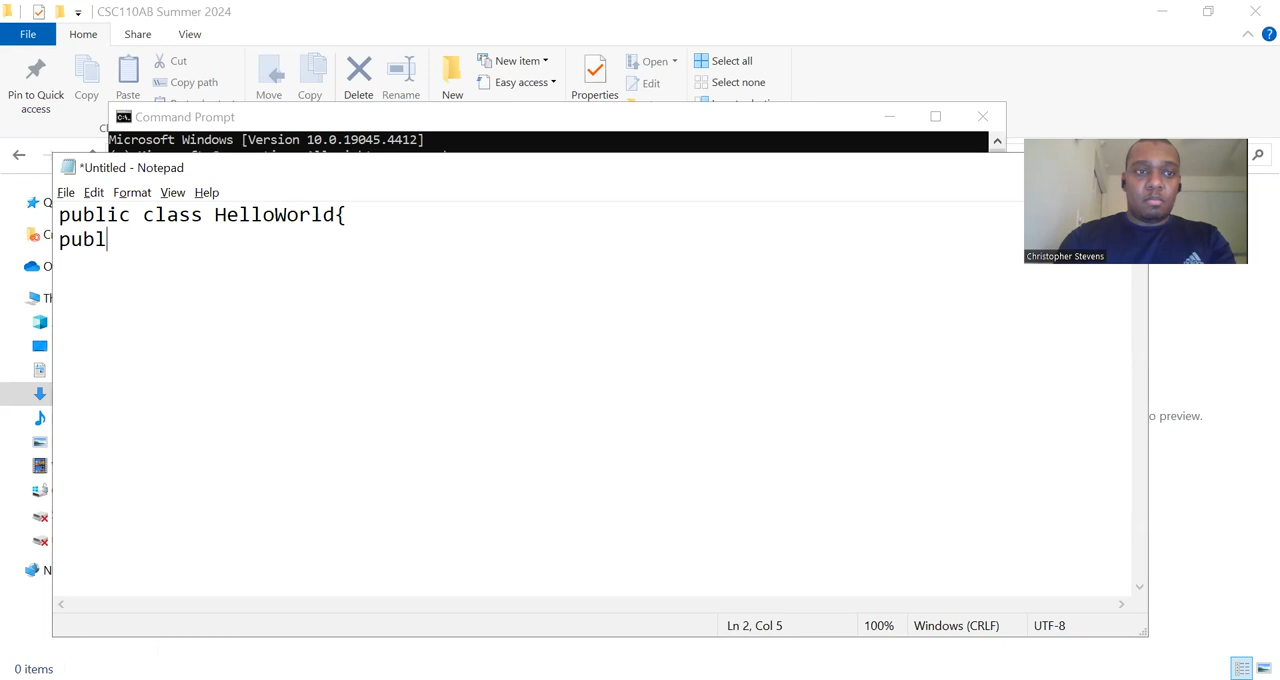 CSC110AB Summer 2024
File
Home
Share
View
Pin to Quick access
Copy
Paste
Cut
Copy path
Move
Copy
Delete
Rename
New
New item
Easy access
Properties
Open
Edit
Select all
Select none
Command Prompt
Microsoft Windows [Version 10.0.19045.4412]
*Untitled - Notepad
File Edit Format View Help
public class HelloWorld{
publ
Christopher Stevens
o preview.
Ln 2, Col 5
100%
Windows (CRLF)
UTF-8
0 items